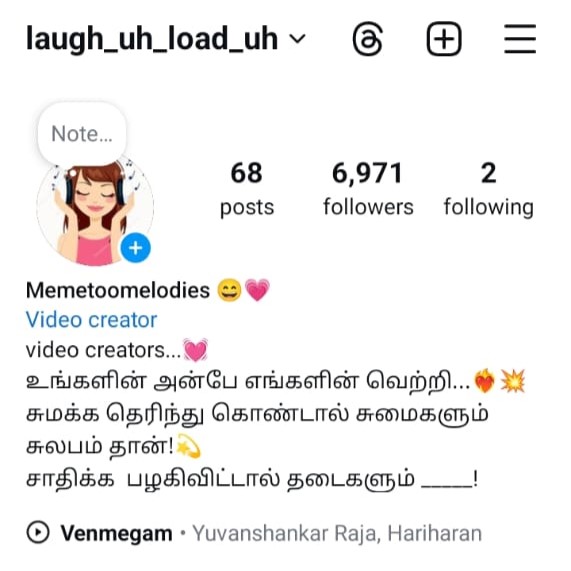 laugh_uh_load_uh
Note...
68 6,971 2
posts followers following
Memetoomelodies 😄💗
Video creator
video creators...💓
உங்களின் அன்பே எங்களின் வெற்றி...❤️‍🔥💥
சுமக்க தெரிந்து கொண்டால் சுமைகளும்
சுலபம் தான்!💫
சாதிக்க பழகிவிட்டால் தடைகளும் _____!
Venmegam • Yuvanshankar Raja, Hariharan